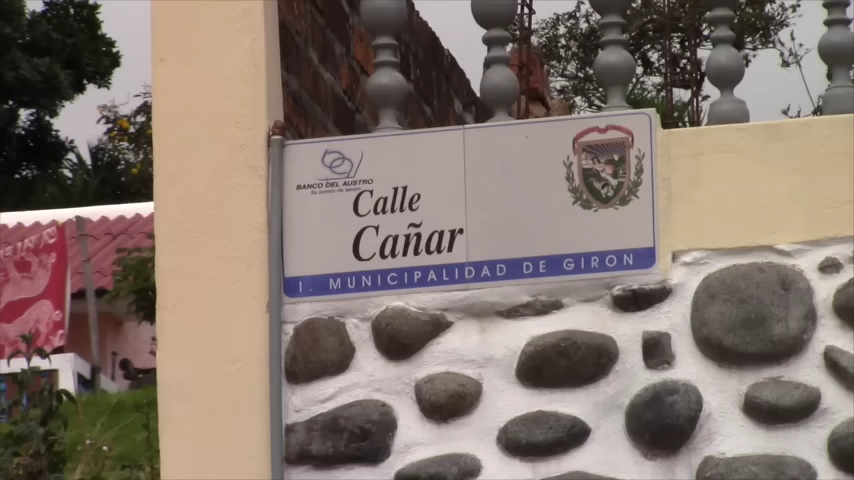 BANCO DEL AUSTRO
Calle
Cañar
I. MUNICIPALIDAD DE GIRON